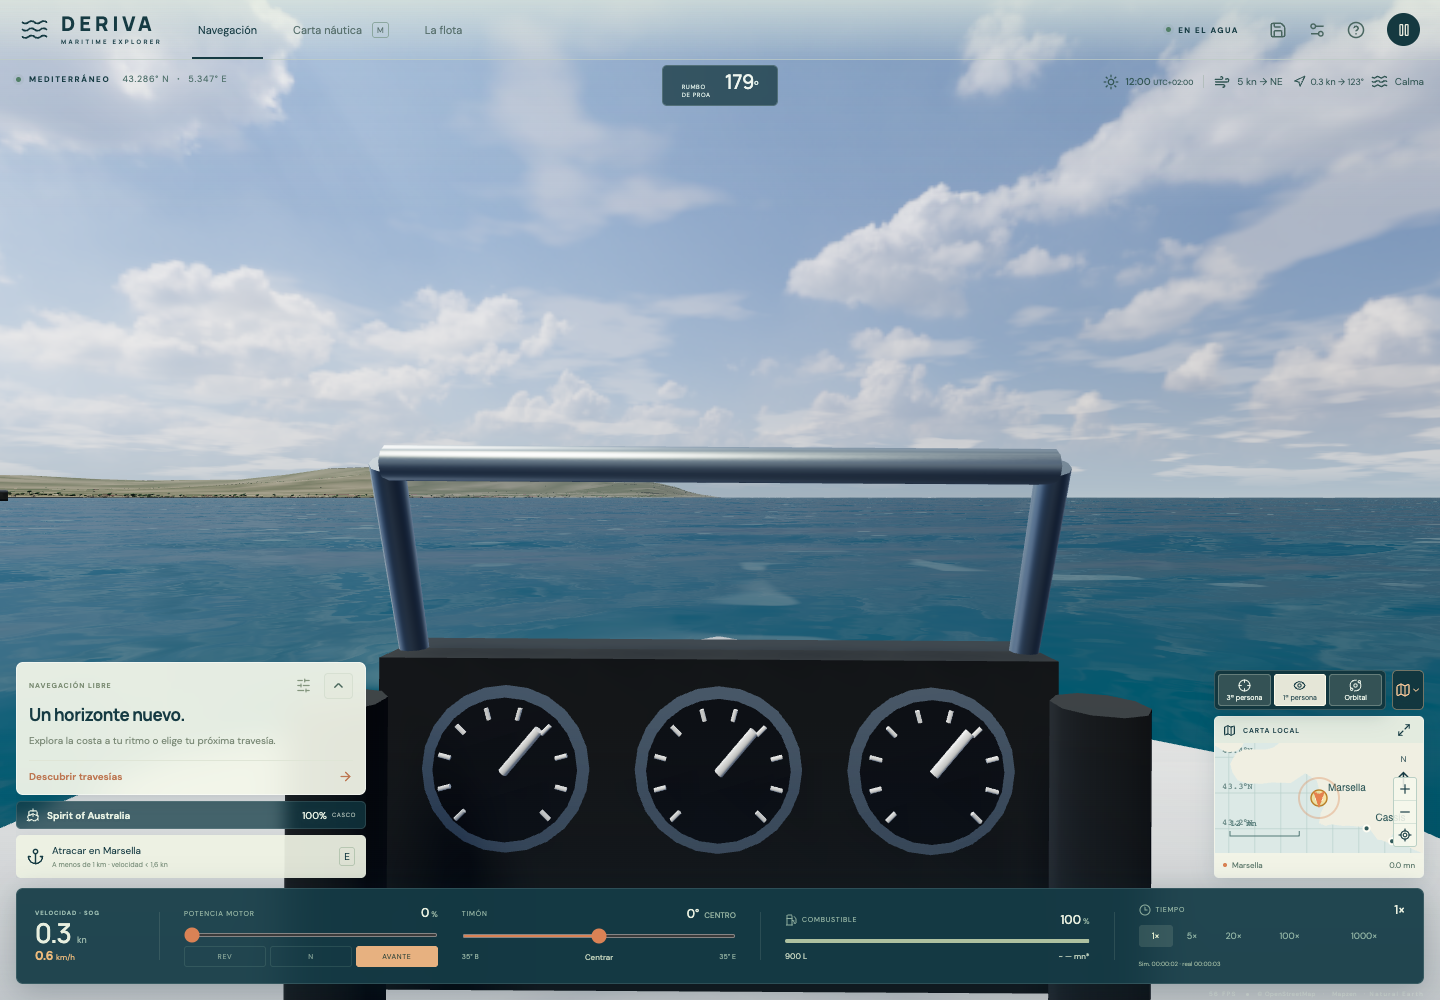 DERIVA
MARITIME EXPLORER
Navegación
Carta náutica M
La flota
EN EL AGUA
MEDITERRÁNEO 43.286° N · 5.347° E
RUMBO
DE PROA
179°
12:00 UTC+02:00
5 kn → NE
0.3 kn → 123°
Calma
NAVEGACIÓN LIBRE
Un horizonte nuevo.
Explora la costa a tu ritmo o elige tu próxima travesía.
Descubrir travesías
Spirit of Australia
100% CASCO
Atracar en Marsella
A menos de 1 km · velocidad < 1,6 kn
E
3ª persona
1ª persona
Orbital
CARTA LOCAL
N
43.3°N
Marsella
Marsella
0.0 mn
VELOCIDAD · SOG
0.3 kn
0.6 km/h
POTENCIA MOTOR
0 %
REV
N
AVANTE
TIMÓN
0° CENTRO
35° B
Centrar
35° E
COMBUSTIBLE
100 %
900 L
- — mn*
TIEMPO
1×
1×
5×
20×
100×
1000×
Sim. 00:00:02 · real 00:00:03